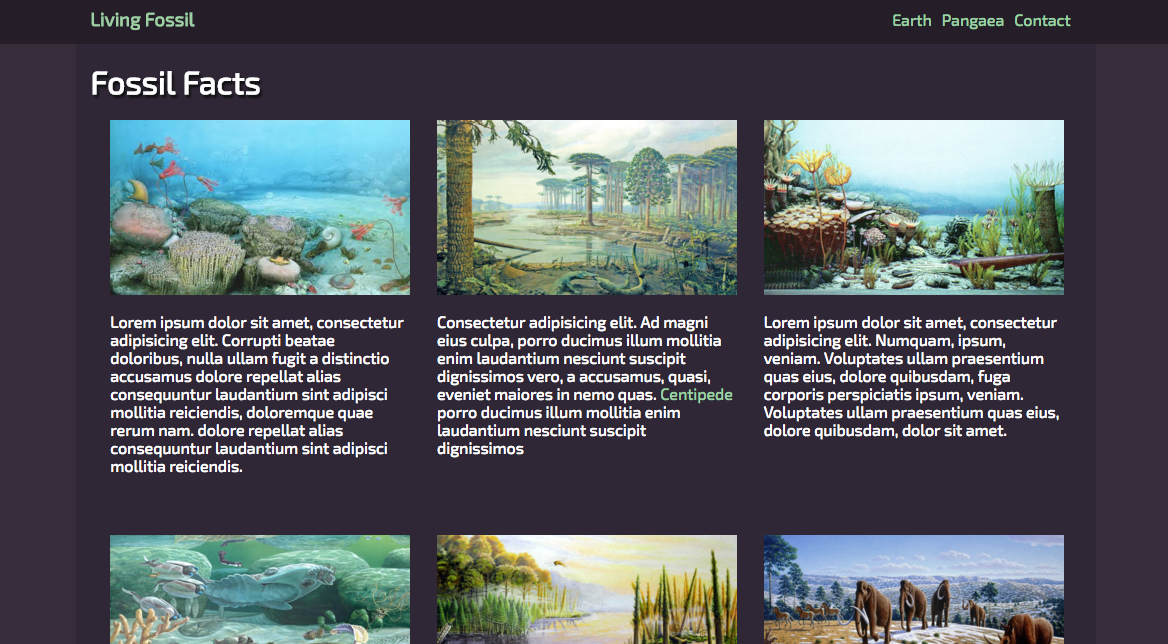 Living Fossil
Earth Pangaea Contact
Fossil Facts
Lorem ipsum dolor sit amet, consectetur
adipisicing elit. Corrupti beatae
doloribus, nulla ullam fugit a distinctio
accusamus dolore repellat alias
consequuntur laudantium sint adipisci
mollitia reiciendis, doloremque quae
rerum nam. dolore repellat alias
consequuntur laudantium sint adipisci
mollitia reiciendis.
Consectetur adipisicing elit. Ad magni
eius culpa, porro ducimus illum mollitia
enim laudantium nesciunt suscipit
dignissimos vero, a accusamus, quasi,
eveniet maiores in nemo quas. Centipede
porro ducimus illum mollitia enim
laudantium nesciunt suscipit
dignissimos
Lorem ipsum dolor sit amet, consectetur
adipisicing elit. Numquam, ipsum,
veniam. Voluptates ullam praesentium
quas eius, dolore quibusdam, fuga
corporis perspiciatis ipsum, veniam.
Voluptates ullam praesentium quas eius,
dolore quibusdam, dolor sit amet.